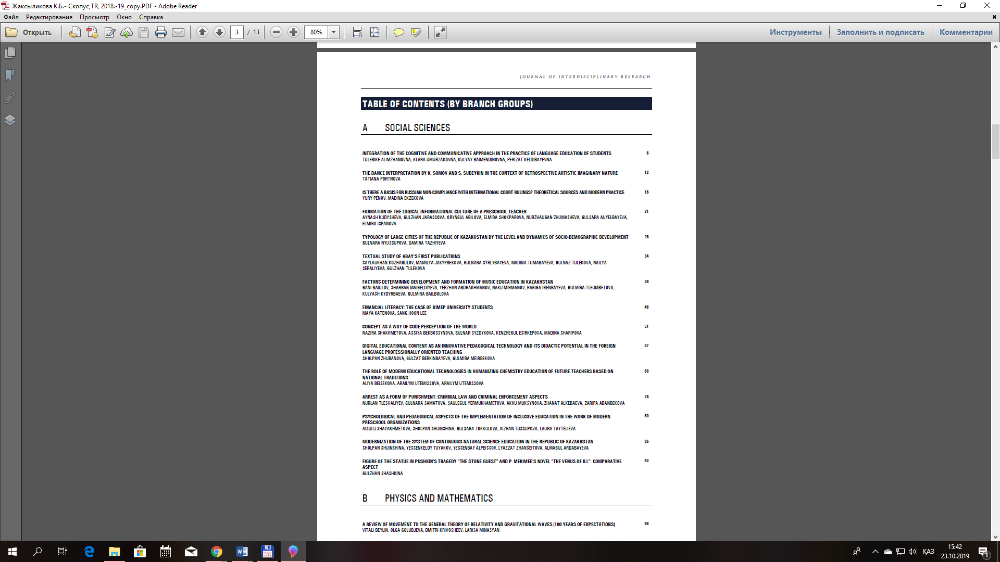 Жаксыликова К.Б.- Скопус,TR, 2018.-19_copy.PDF - Adobe Reader
Файл Редактирование Просмотр Окно Справка
Открыть 3 / 13 80% Инструменты Заполнить и подписать Комментарии
JOURNAL OF INTERDISCIPLINARY RESEARCH
TABLE OF CONTENTS (BY BRANCH GROUPS)
A SOCIAL SCIENCES
INTEGRATION OF THE COGNITIVE AND COMMUNICATIVE APPROACH IN THE PRACTICE OF LANGUAGE EDUCATION OF STUDENTS 6
TULEBIKE ALIMZHANOVNA, KLARA UMURZAKOVNA, KULYAY BAIMENDINOVNA, PERIZAT KELDIBAYEVNA
THE DANCE INTERPRETATION BY K. SOMOV AND S. SUDEYKIN IN THE CONTEXT OF RETROSPECTIVE ARTISTIC IMAGINARY NATURE 12
TATIANA PORTNOVA
IS THERE A BASIS FOR RUSSIAN NON-COMPLIANCE WITH INTERNATIONAL COURT RULINGS? THEORETICAL SOURCES AND MODERN PRACTICE 16
YURY PENOV, MADINA EKZEKOVA
FORMATION OF THE LOGICAL-INFORMATIONAL CULTURE OF A PRESCHOOL TEACHER 21
AYNASH KUDYSHEVA, GULZHAN JARASSOVA, ORYNGUL ABILOVA, ELMIRA SHOKPAROVA, NURZHAUGAN ZHUMASHEVA, GULSARA AUYELBAYEVA,
ELMIRA ISPANOVA
TYPOLOGY OF LARGE CITIES OF THE REPUBLIC OF KAZAKHSTAN BY THE LEVEL AND DYNAMICS OF SOCIO-DEMOGRAPHIC DEVELOPMENT 26
GULNARA NYUSSUPOVA, DAMIRA TAZHIYEVA
TEXTUAL STUDY OF ABAY'S FIRST PUBLICATIONS 34
SAYLAUKHAN KOZHAGULOV, MAMILYA JAKYPBEKOVA, GULNARA SYRLYBAYEVA, MADINA TUMABAYEVA, GULNAZ TULEKOVA, NAILYA
SERALIYEVA, GULZHAN TULEKOVA
FACTORS DETERMINING DEVELOPMENT AND FORMATION OF MUSIC EDUCATION IN KAZAKHSTAN 38
GANI BAIULOV, SHARBAN MAIGELDIYEVA, YERZHAN ABDRAKHMANOV, NAKU MIRMANOV, RABIGA IGENBAYEVA, GULMIRA TLEUMBETOVA,
KULYASH KYDYRBAEVA, GULMIRA BAILBOLOVA
FINANCIAL LITERACY: THE CASE OF KIMEP UNIVERSITY STUDENTS 46
MAYA KATENOVA, SANG HOON LEE
CONCEPT AS A WAY OF CODE PERCEPTION OF THE WORLD 51
NAZIRA SHAKHMETOVA, ASSIYA BEKBOSSYNOVA, GULNAR SYZDYKOVA, KENZHEGUL ESIRKEPOVA, MADINA SHARIPOVA
DIGITAL EDUCATIONAL CONTENT AS AN INNOVATIVE PEDAGOGICAL TECHNOLOGY AND ITS DIDACTIC POTENTIAL IN THE FOREIGN 57
LANGUAGE PROFESSIONALLY ORIENTED TEACHING
SHOLPAN ZHUBANOVA, GULZAT BERKINBAYEVA, GULMIRA MEIRBEKOVA
THE ROLE OF MODERN EDUCATIONAL TECHNOLOGIES IN HUMANIZING CHEMISTRY EDUCATION OF FUTURE TEACHERS BASED ON 68
NATIONAL TRADITIONS
ALIYA BEISEKOVA, ARAILYM UTEMISSOVA, ARAILYM UTEMISSOVA
ARREST AS A FORM OF PUNISHMENT: CRIMINAL LAW AND CRIMINAL ENFORCEMENT ASPECTS 74
NURLAN TLESHALIYEV, GULNARA SAMATOVA, SAULEGUL YERMUKHAMETOVA, AKKU MUKSYNOVA, ZHANAT ALKEBAEVA, ZARIPA ADANBEKOVA
PSYCHOLOGICAL AND PEDAGOGICAL ASPECTS OF THE IMPLEMENTATION OF INCLUSIVE EDUCATION IN THE WORK OF MODERN 80
PRESCHOOL ORGANIZATIONS
AISULU SHAYAKHMETOVA, SHOLPAN SHUINSHINA, GULSARA TOKKULOVA, AIZHAN TUSSUPOVA, LAURA TAYTELIEVA
MODERNIZATION OF THE SYSTEM OF CONTINUOUS NATURAL SCIENCE EDUCATION IN THE REPUBLIC OF KAZAKHSTAN 86
SHOLPAN SHUINSHINA, YESSENKELDY TUYAKOV, YESSENBAY ALPEISSOV, LYAZZAT ZHANSEITOVA, ALMAGUL ARDABAYEVA
FIGURE OF THE STATUE IN PUSHKIN'S TRAGEDY "THE STONE GUEST" AND P. MERIMEE'S NOVEL "THE VENUS OF ILL": COMPARATIVE 93
ASPECT
GULZHAN SHASHKINA
B PHYSICS AND MATHEMATICS
A REVIEW OF MOVEMENT TO THE GENERAL THEORY OF RELATIVITY AND GRAVITATIONAL WAVES (100 YEARS OF EXPECTATIONS) 98
VITALI BEYLIN, OLGA GOLUBJEVA, DMITRI KRIVOSHEEV, LARISA MINASYAN
ҚАЗ 15:42
23.10.2019 1